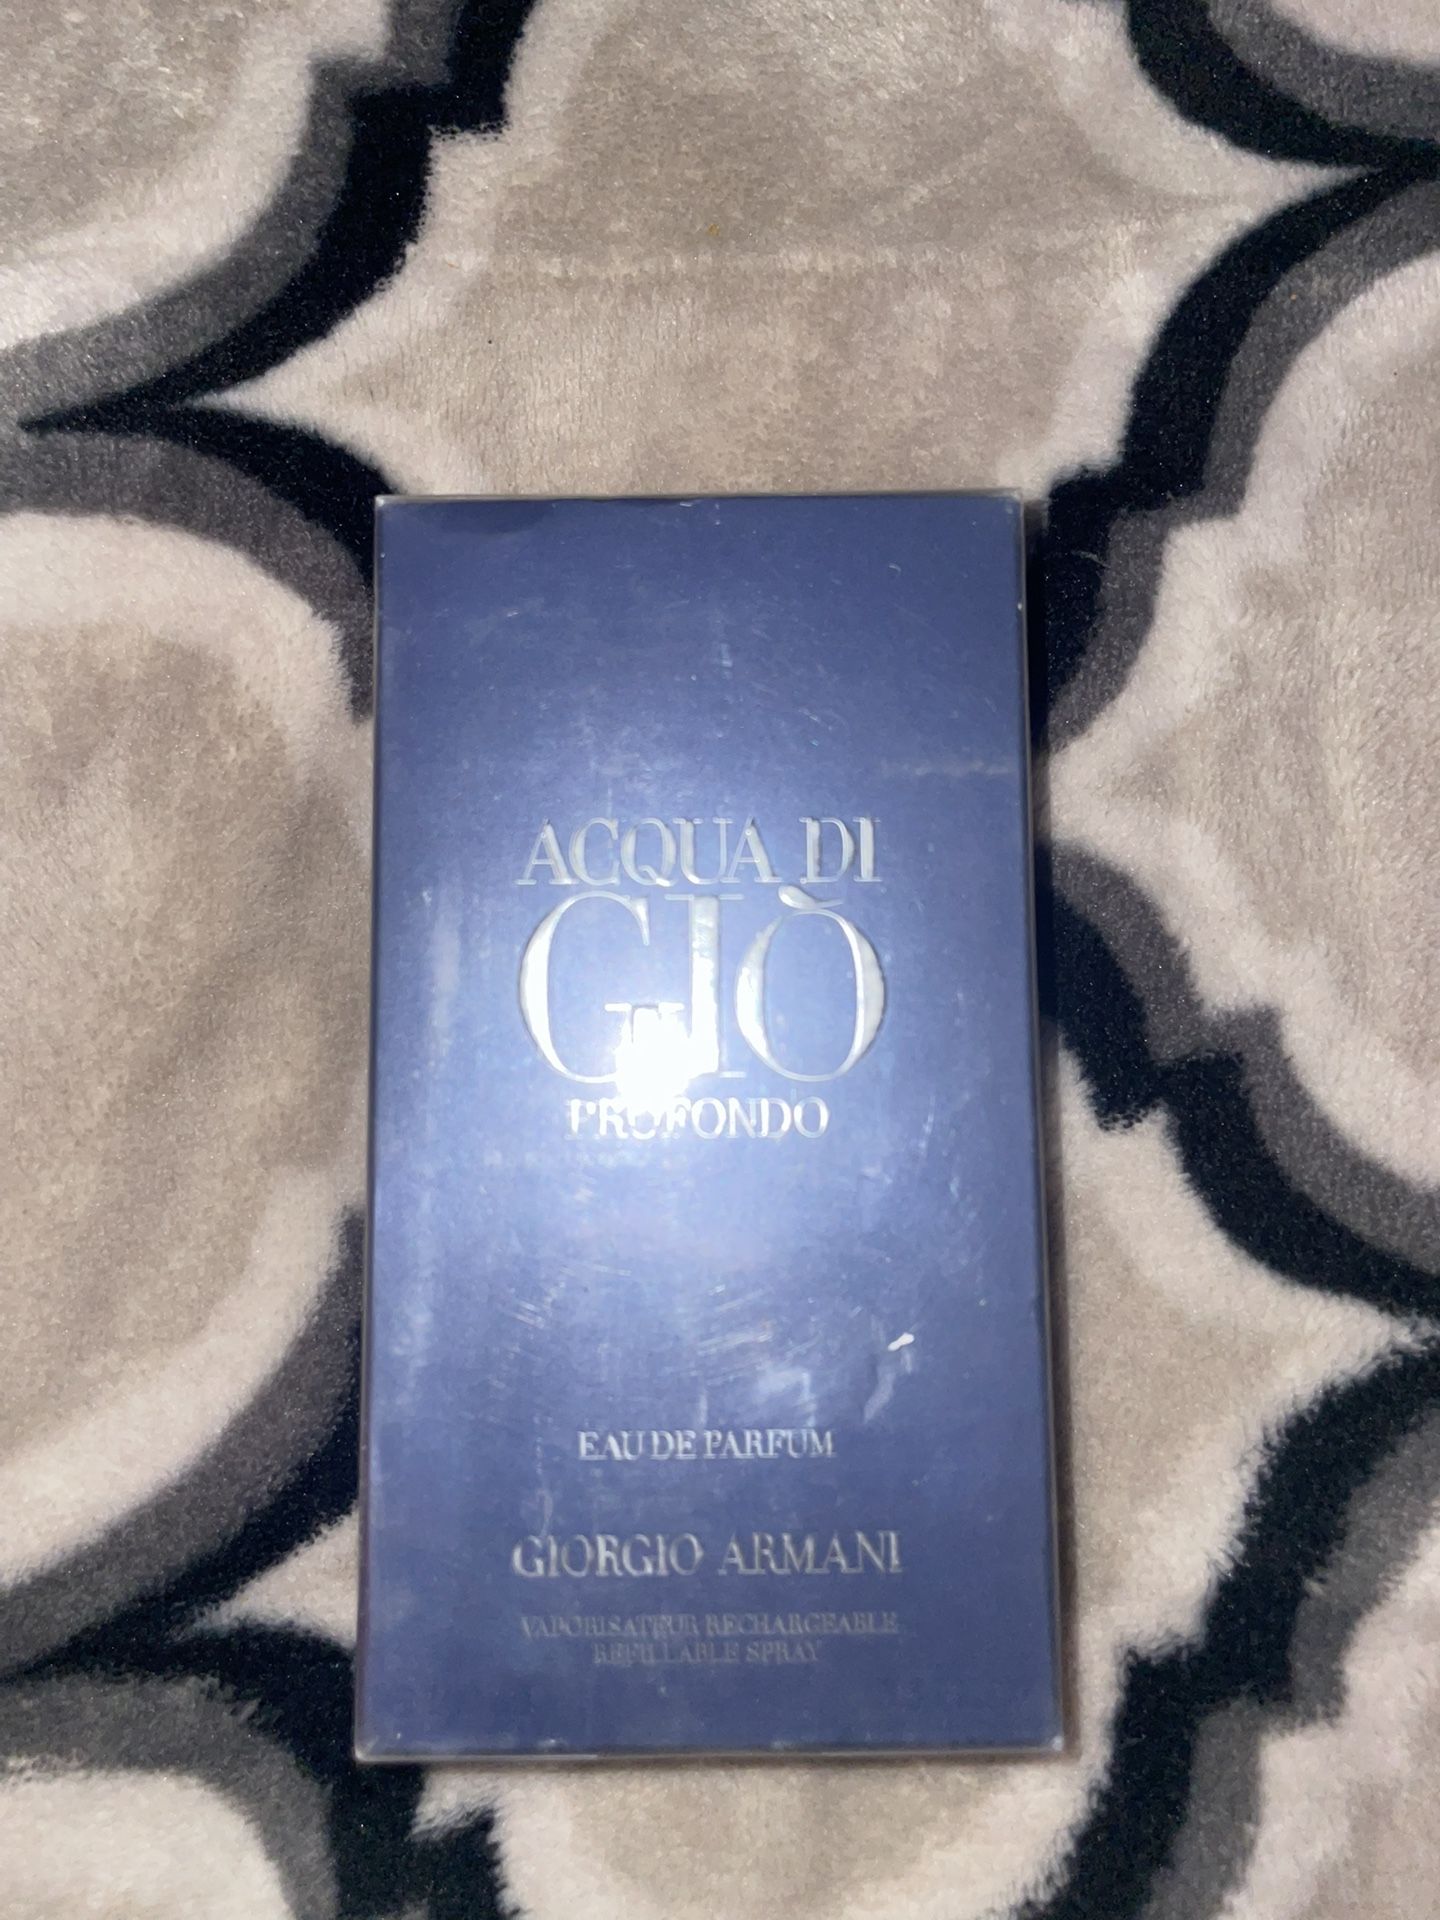 ACQUA DI
GIÒ
PROFONDO
EAU DE PARFUM
GIORGIO ARMANI
VAPORISATEUR RECHARGEABLE
REFILLABLE SPRAY